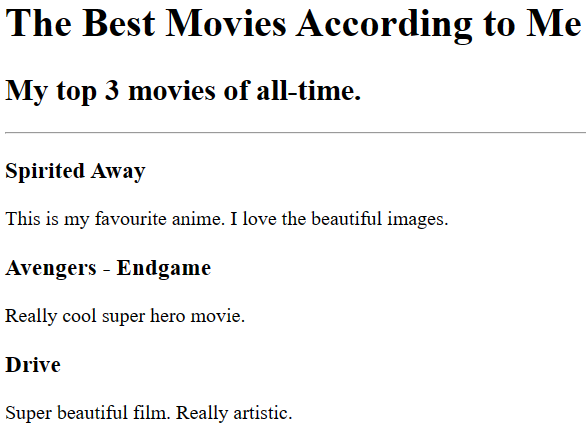 The Best Movies According to Me
My top 3 movies of all-time.
Spirited Away
This is my favourite anime. I love the beautiful images.
Avengers - Endgame
Really cool super hero movie.
Drive
Super beautiful film. Really artistic.